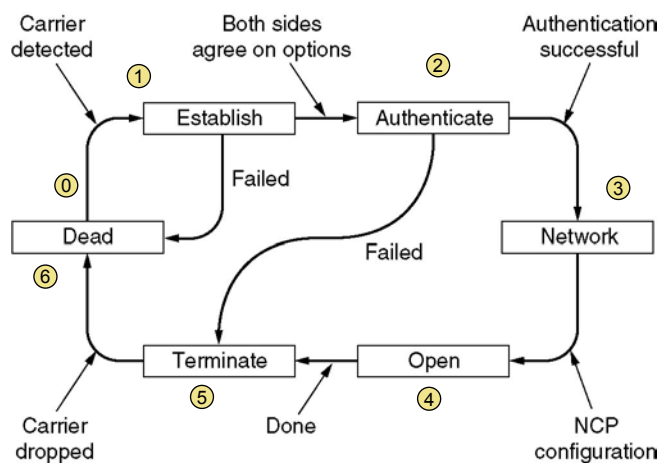 Carrier
detected
Both sides
agree on options
Authentication
successful
1
2
Establish
Authenticate
Failed
0
3
Dead
Network
Failed
6
Terminate
Open
5
4
Carrier
dropped
Done
NCP
configuration